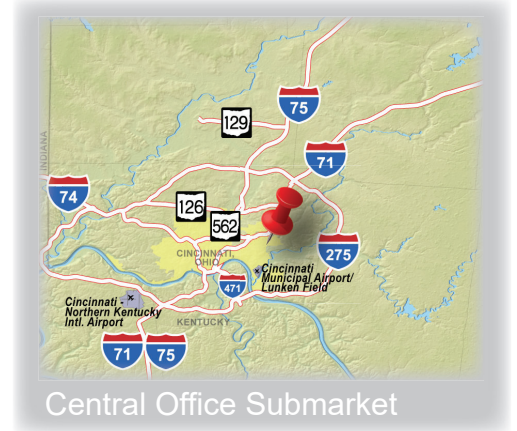 75
129
71
INDIANA
74
126
562
CINCINNATI,
OHIO
275
Cincinnati
Municipal Airport/
Lunken Field
471
Cincinnati -
Northern Kentucky
Intl. Airport
KENTUCKY
71
75
Central Office Submarket